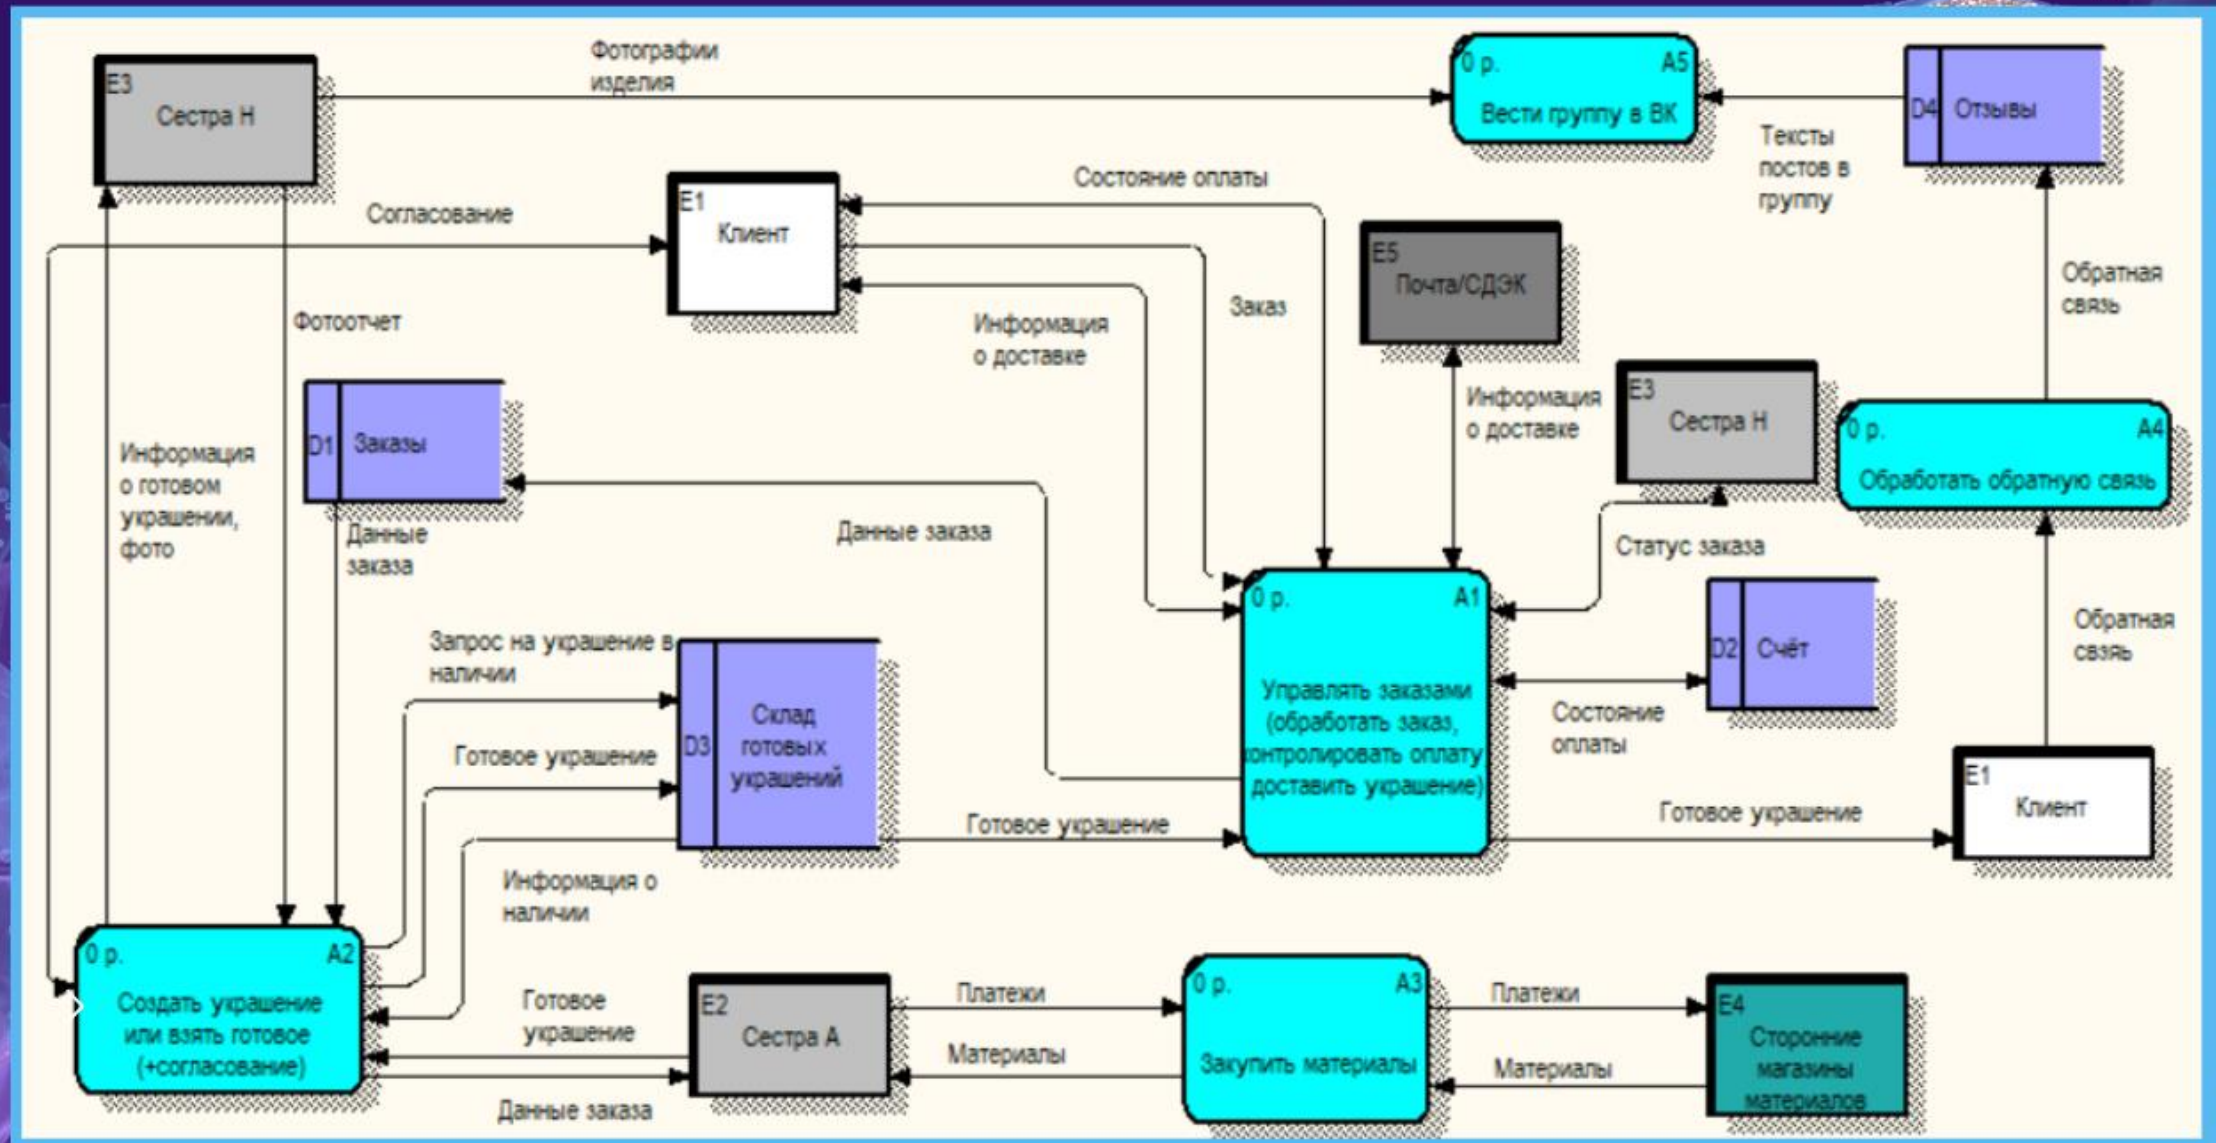 Фотографии
изделия
E3
Сестра Н
0 р.
A5
Вести группу в ВК
D4
Отзывы
Тексты
постов в
группу
Состояние оплаты
Согласование
E1
Клиент
E5
Почта/СДЭК
Заказ
Информация
о доставке
Обратная
связь
Фотоотчет
D1
Заказы
Информация
о доставке
E3
Сестра Н
0 р.
A4
Обработать обратную связь
Информация
о готовом
украшении,
фото
Данные
заказа
Данные заказа
Статус заказа
0 р.
A1
Управлять заказами
(обработать заказ,
контролировать оплату
доставить украшение)
D2
Счёт
Обратная
свзяь
Запрос на украшение в
наличии
Готовое украшение
D3
Склад
готовых
украшений
Состояние
оплаты
E1
Клиент
Готовое украшение
Готовое украшение
Информация о
наличии
0 р.
A2
Создать украшение
или взять готовое
(+согласование)
Готовое
украшение
E2
Сестра А
Платежи
Материалы
0 р.
A3
Закупить материалы
Платежи
Материалы
E4
Сторонние
магазины
материалов
Данные заказа